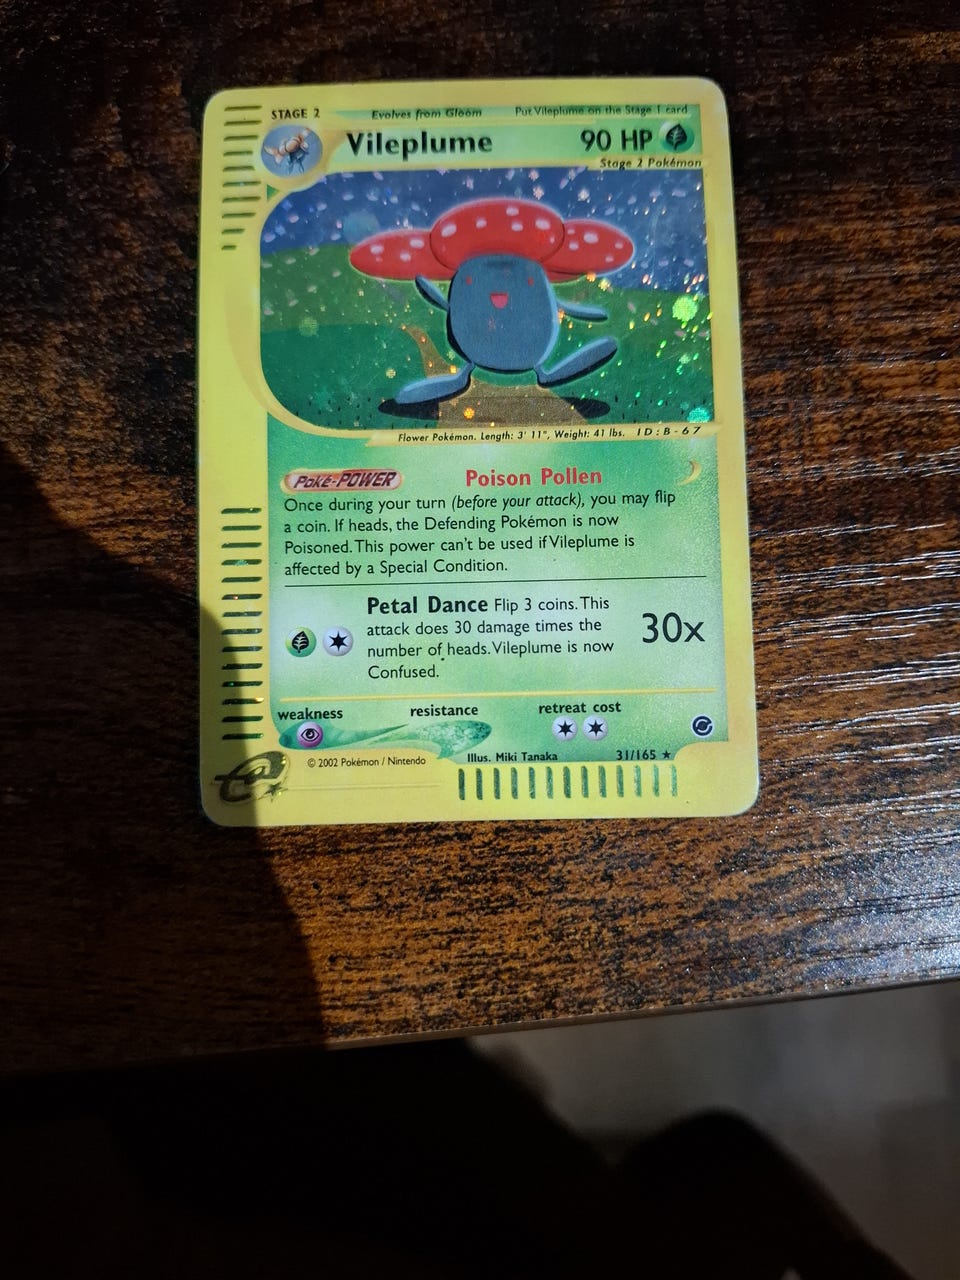 STAGE 2 Evolves from Gloom Put Vileplume on the Stage 1 card
Vileplume 90 HP
Stage 2 Pokémon
Flower Pokémon. Length: 3' 11", Weight: 41 lbs. ID:B-67
Poké-POWER Poison Pollen
Once during your turn (before your attack), you may flip
a coin. If heads, the Defending Pokémon is now
Poisoned. This power can't be used if Vileplume is
affected by a Special Condition.
Petal Dance Flip 3 coins. This
attack does 30 damage times the
number of heads. Vileplume is now
Confused.
30x
weakness resistance retreat cost
© 2002 Pokémon / Nintendo Illus. Miki Tanaka 31/165 ★
e